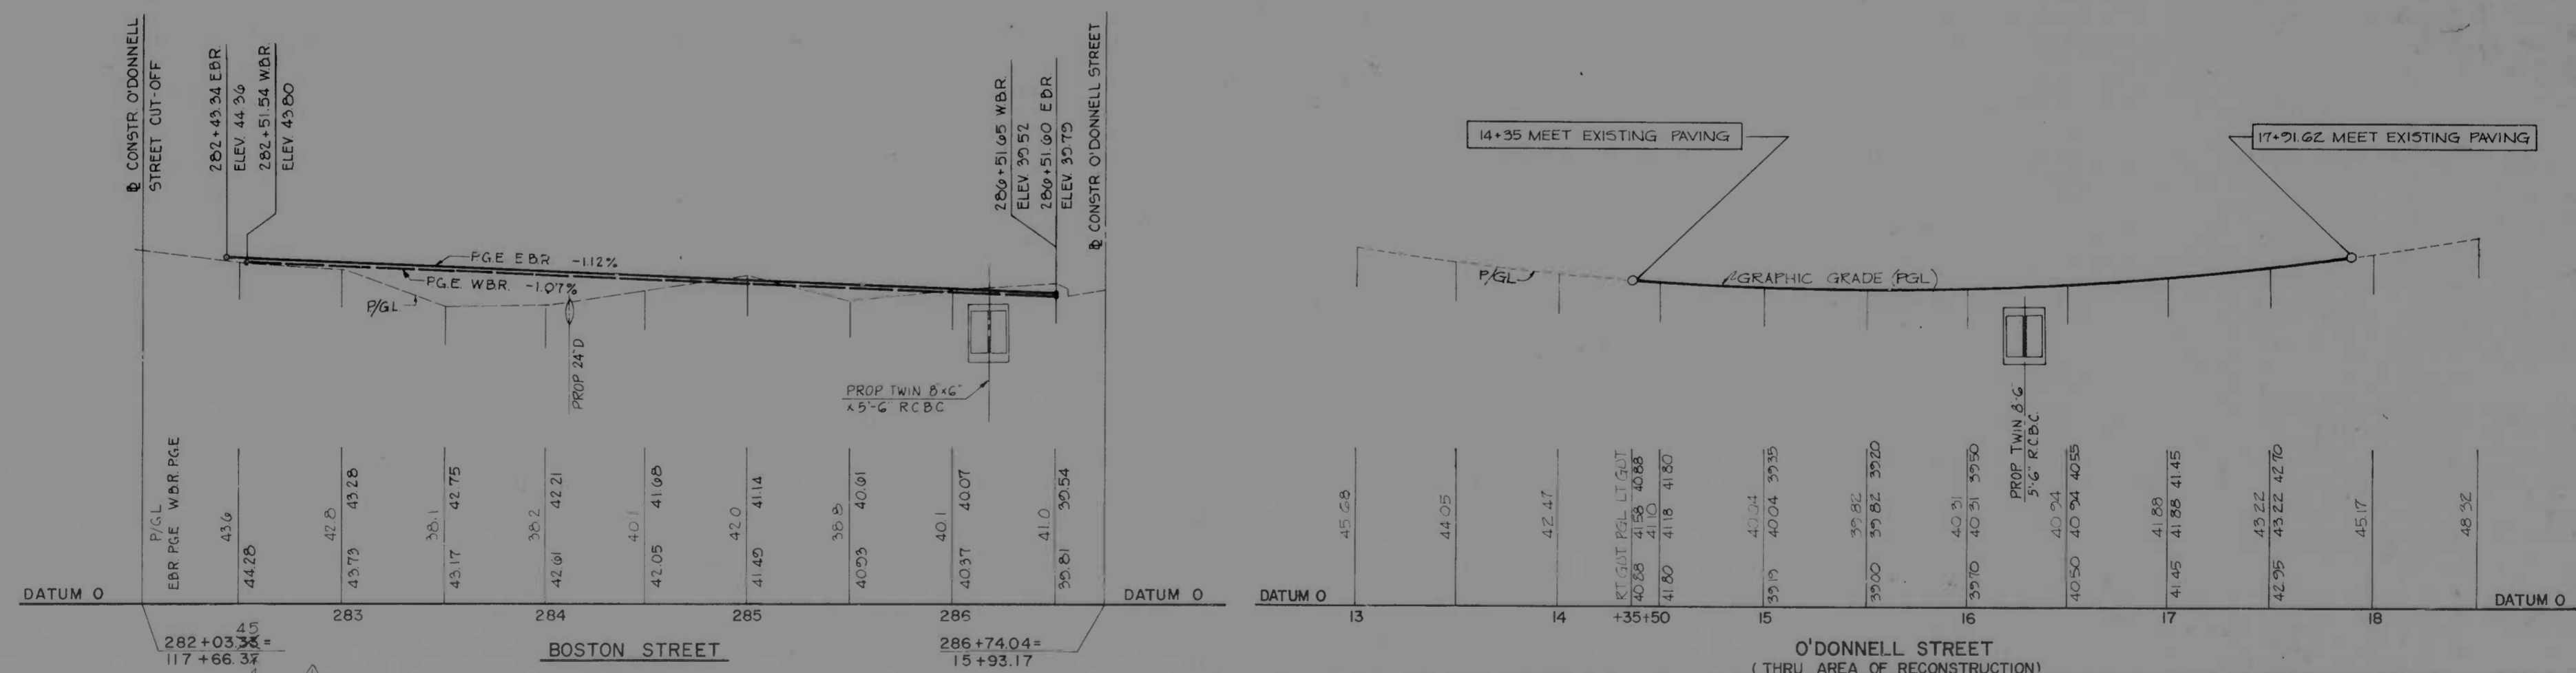 ℄ CONSTR. O'DONNELL
STREET CUT-OFF
282+43.34 EBR.
ELEV. 44.36
282+51.54 WBR.
ELEV. 43.80
286+51.65 WBR.
ELEV. 39.52
286+51.60 EBR
ELEV. 39.79
℄ CONSTR. O'DONNELL STREET
P.G.E. EBR -1.12%
P.G.E. WBR. -1.07%
P/GL
PROP 24"D
PROP TWIN 8'x6"
x5'-6" RCBC
P/GL
EBR PGE WBR. PGE
43.6
44.28
42.8
43.73 43.28
38.1
43.17 42.75
38.2
42.61 42.21
40.1
42.05 41.68
42.0
41.49 41.14
38.8
40.93 40.61
40.1
40.37 40.07
41.0
39.81 39.54
DATUM 0
DATUM 0
283 284 285 286
45
282+03.33=
117+66.37
286+74.04=
15+93.17
BOSTON STREET
14+35 MEET EXISTING PAVING
17+91.62 MEET EXISTING PAVING
P/GL
GRAPHIC GRADE (PGL)
PROP TWIN 8'-6"
5'-6" R.C.B.C.
45.68
44.05
42.47
RT GUT PGL LT GUT
40.88 41.58 40.88
41.10
41.80 41.18 41.80
40.04
39.19 40.04 39.35
39.82
39.00 39.82 39.20
40.31
39.70 40.31 39.50
40.94
40.50 40.94 40.55
41.88
41.45 41.88 41.45
43.22
42.95 43.22 42.70
45.17
48.32
DATUM 0
DATUM 0
13 14 +35+50 15 16 17 18
O'DONNELL STREET
( THRU AREA OF RECONSTRUCTION)